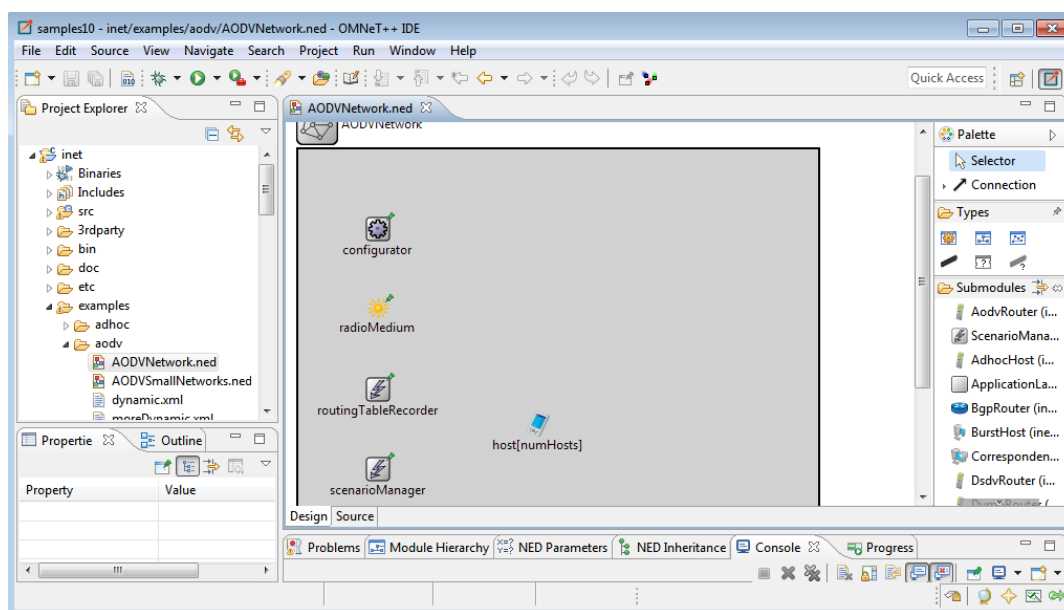 samples10 - inet/examples/aodv/AODVNetwork.ned - OMNeT++ IDE
File Edit Source View Navigate Search Project Run Window Help
010
Quick Access
Project Explorer
inet
Binaries
Includes
src
3rdparty
bin
doc
etc
examples
adhoc
aodv
AODVNetwork.ned
AODVSmallNetworks.ned
dynamic.xml
moreDynamic.xml
Propertie
Outline
Property Value
AODVNetwork.ned
AODVNetwork
configurator
radioMedium
routingTableRecorder
host[numHosts]
scenarioManager
Design Source
Palette
Selector
Connection
Types
Submodules
AodvRouter (i...
ScenarioMana...
AdhocHost (i...
ApplicationLa...
BgpRouter (in...
BurstHost (ine...
Corresponden...
DsdvRouter (i...
Problems Module Hierarchy NED Parameters NED Inheritance Console Progress